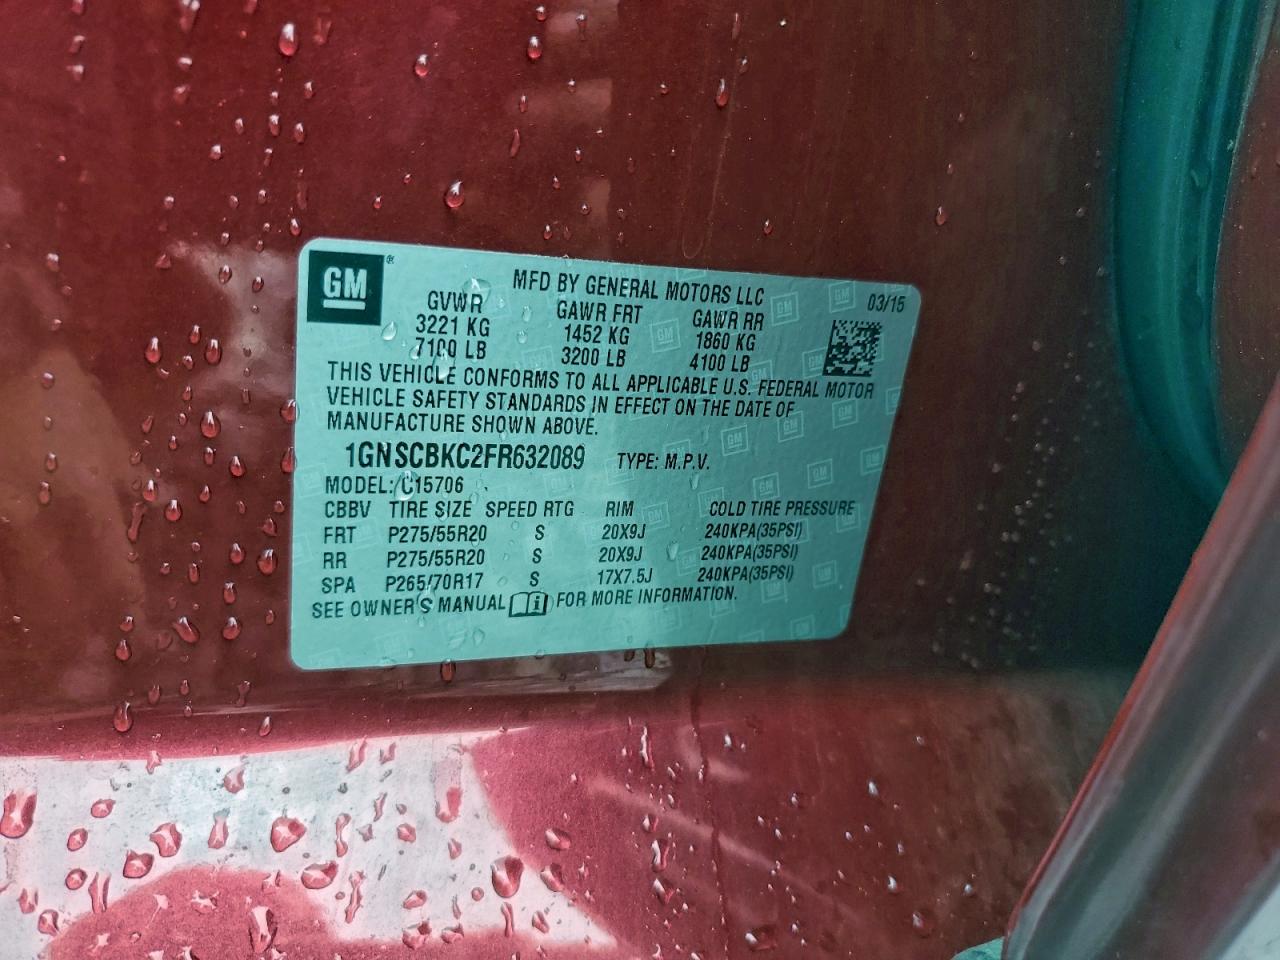 GM®
MFD BY GENERAL MOTORS LLC 03/15
GVWR GAWR FRT GAWR RR
3221 KG 1452 KG 1860 KG
7100 LB 3200 LB 4100 LB
THIS VEHICLE CONFORMS TO ALL APPLICABLE U.S. FEDERAL MOTOR
VEHICLE SAFETY STANDARDS IN EFFECT ON THE DATE OF
MANUFACTURE SHOWN ABOVE.
1GNSCBKC2FR632089 TYPE: M.P.V.
MODEL: C15706
CBBV TIRE SIZE SPEED RTG RIM COLD TIRE PRESSURE
FRT P275/55R20 S 20X9J 240KPA(35PSI)
RR P275/55R20 S 20X9J 240KPA(35PSI)
SPA P265/70R17 S 17X7.5J 240KPA(35PSI)
SEE OWNER'S MANUAL FOR MORE INFORMATION.